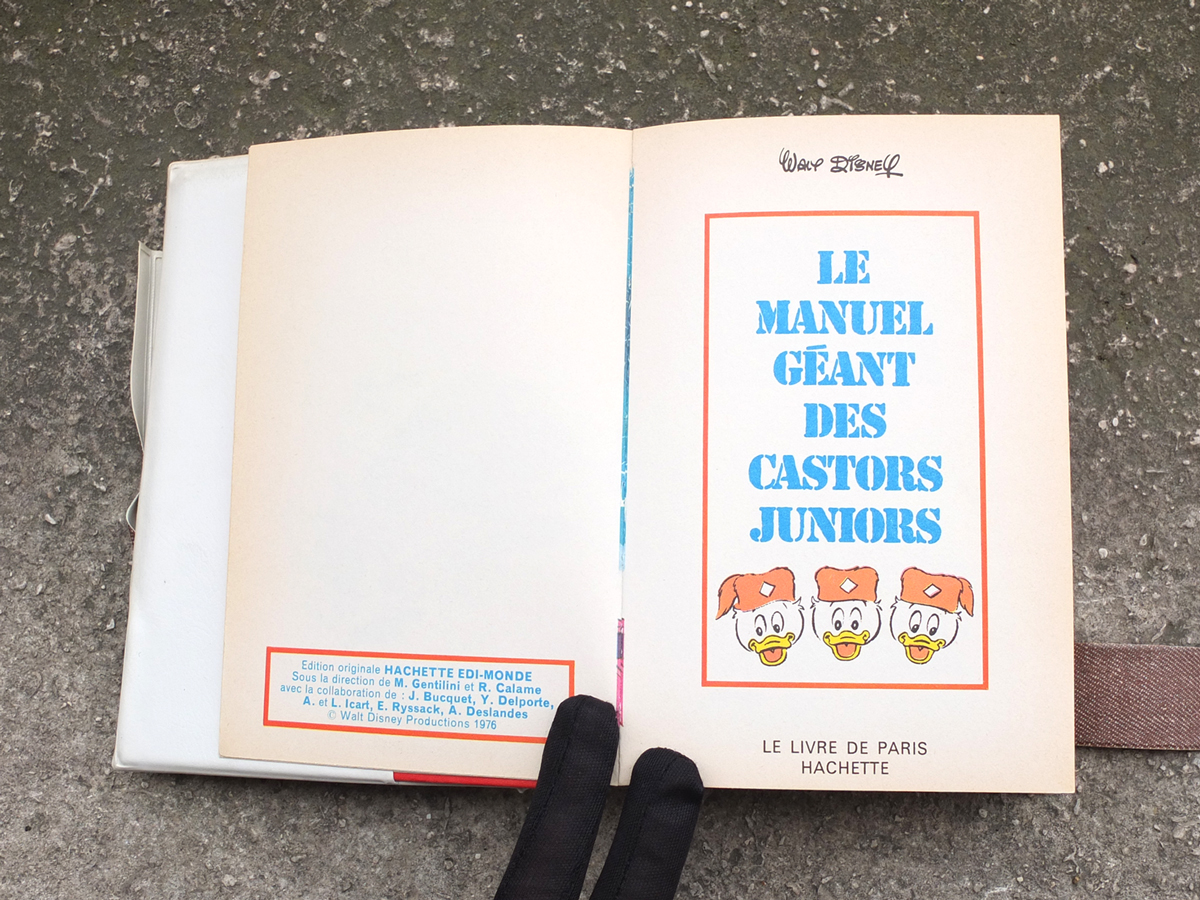 Edition originale HACHETTE EDI-MONDE
Sous la direction de M. Gentilini et R. Calame
avec la collaboration de : J. Bucquet, Y. Delporte,
A. et L. Icart, E. Ryssack, A. Deslandes
© Walt Disney Productions 1976
WALT DISNEY
LE
MANUEL
GÉANT
DES
CASTORS
JUNIORS
LE LIVRE DE PARIS
HACHETTE